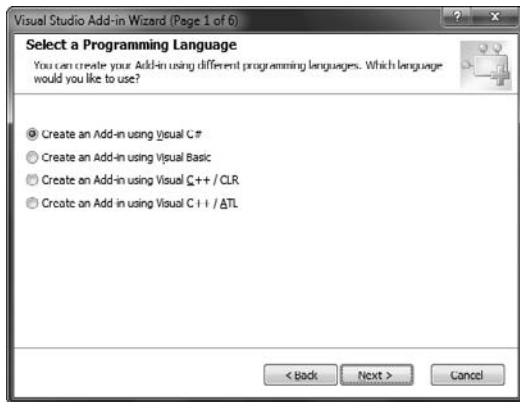 Visual Studio Add-in Wizard (Page 1 of 6)
Select a Programming Language
You can create your Add-in using different programming languages. Which language
would you like to use?
Create an Add-in using Visual C#
Create an Add-in using Visual Basic
Create an Add-in using Visual C++ / CLR
Create an Add-in using Visual C++ / ATL
< Back
Next >
Cancel